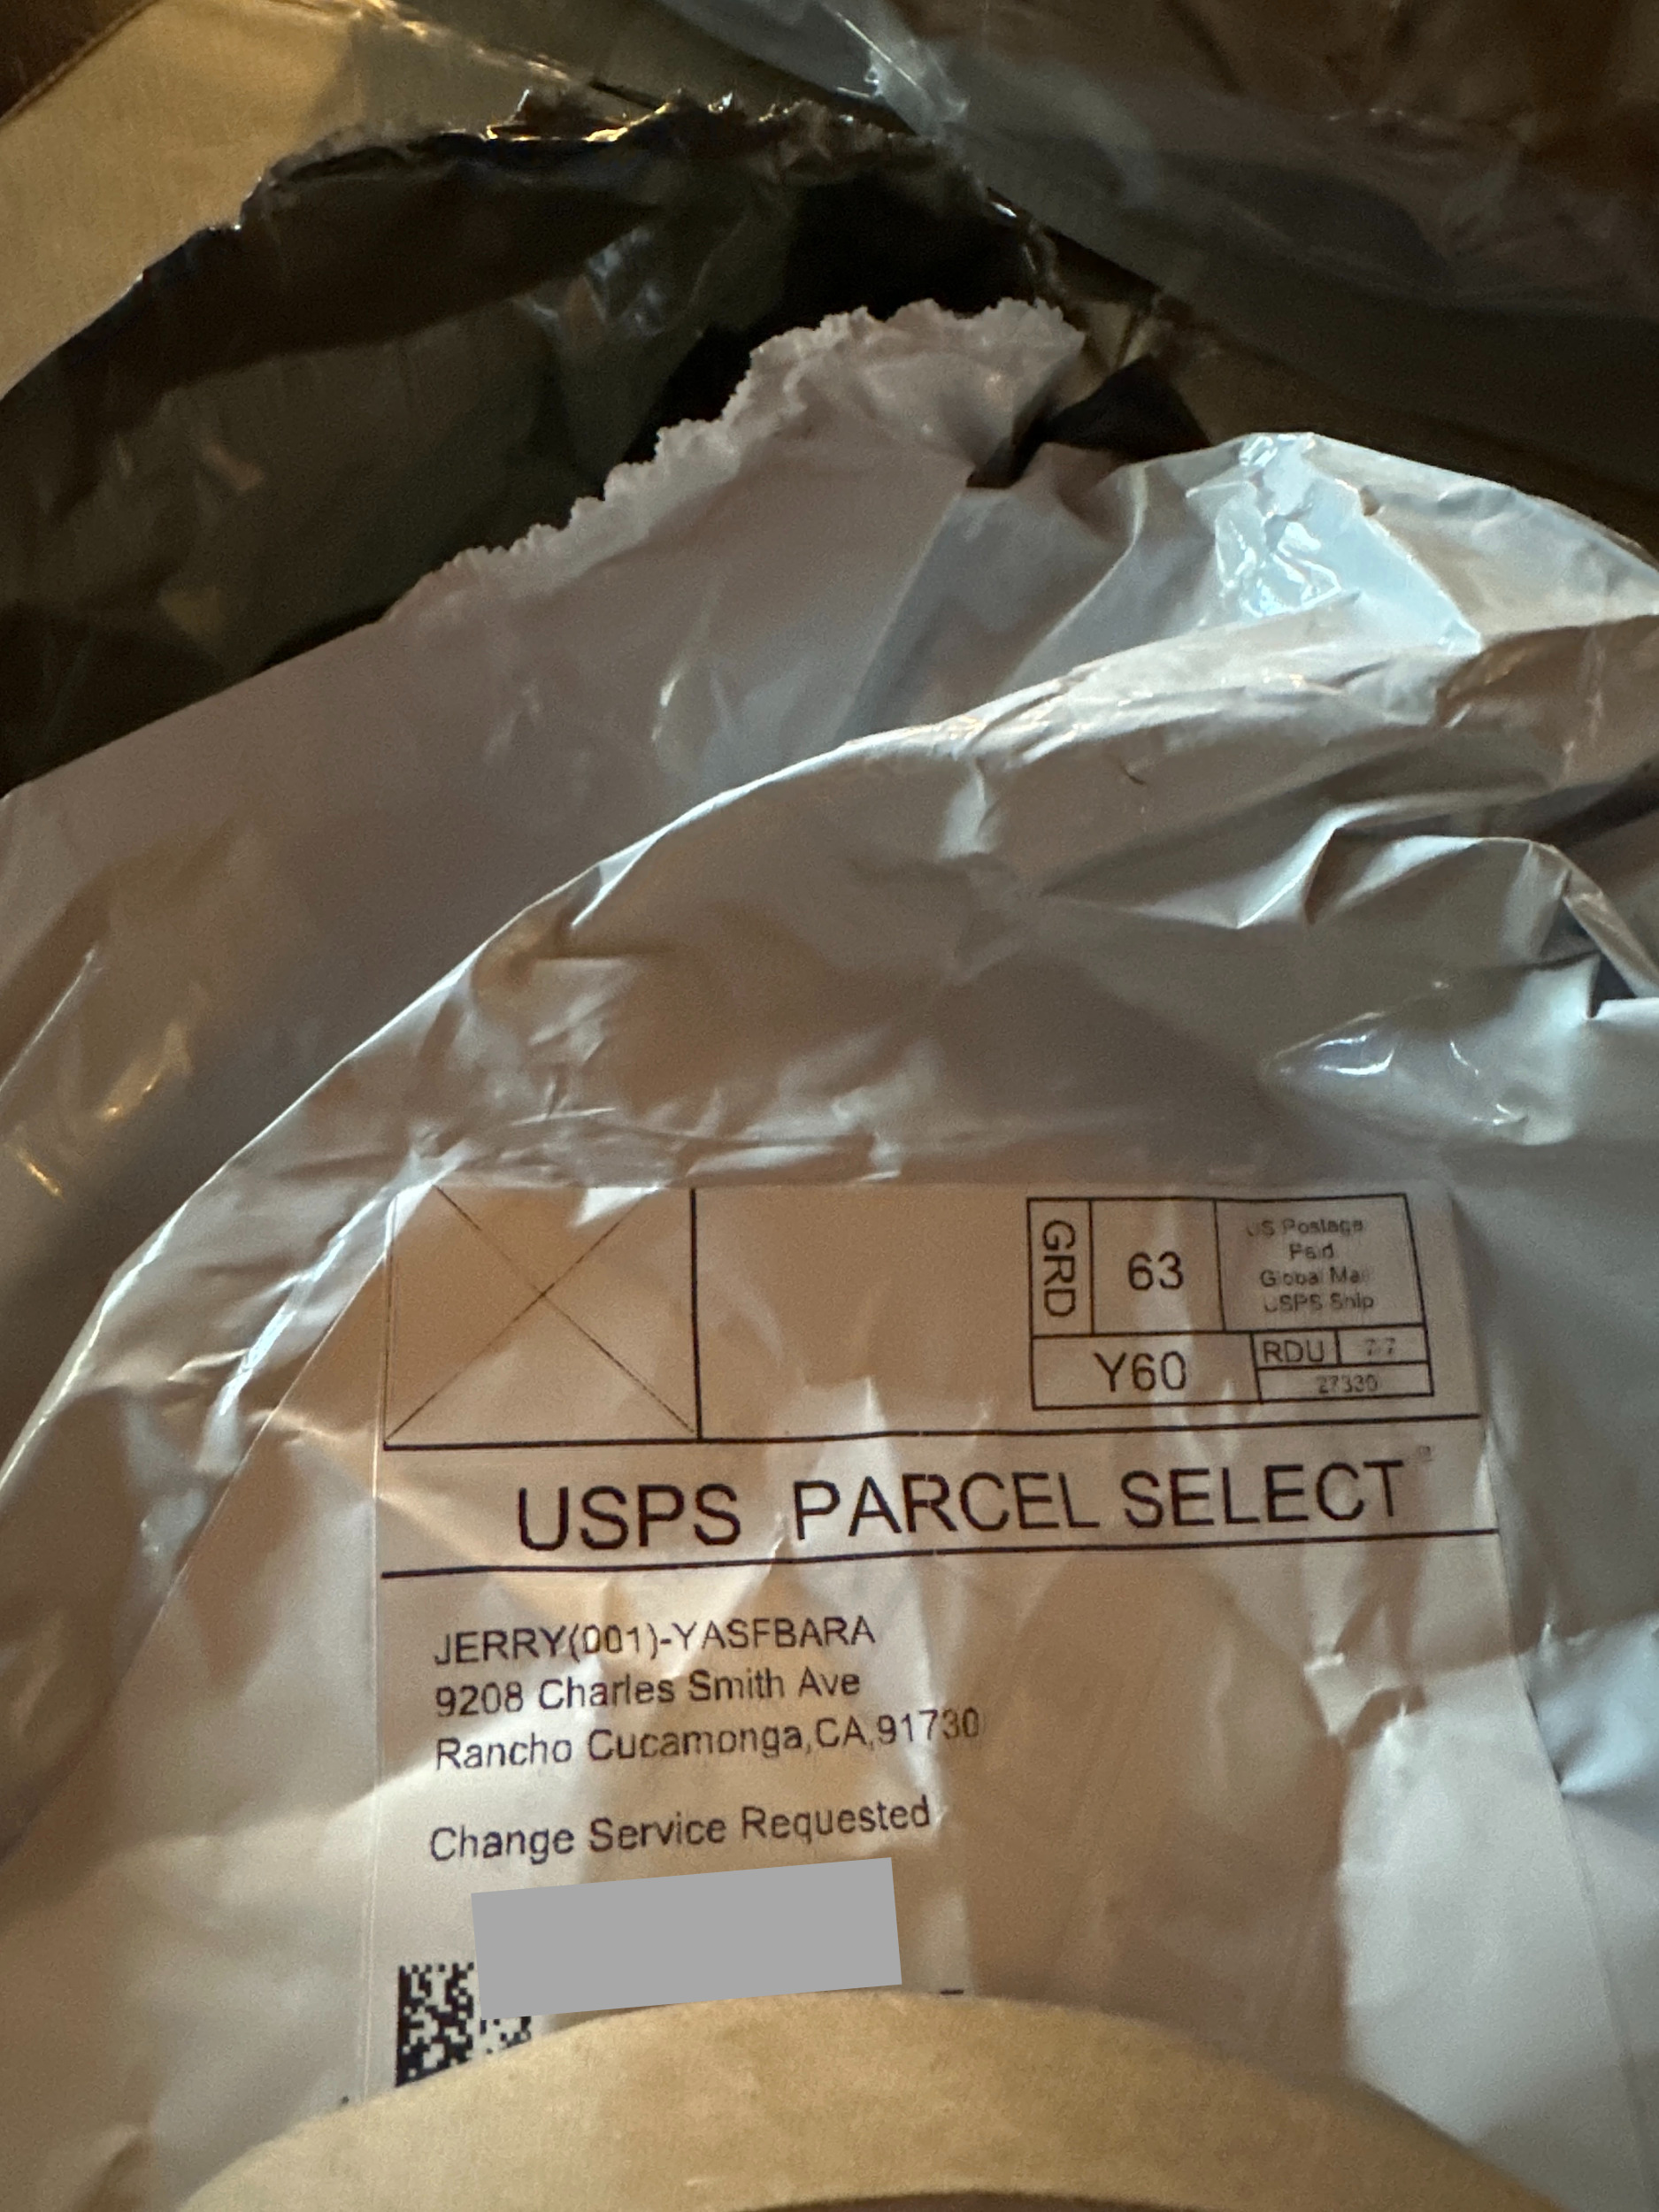 GRD
63
US Postage
Paid
Global Mail
USPS Ship
Y60
RDU
27330
USPS PARCEL SELECT
JERRY(001)-YASFBARA
9208 Charles Smith Ave
Rancho Cucamonga,CA,91730
Change Service Requested